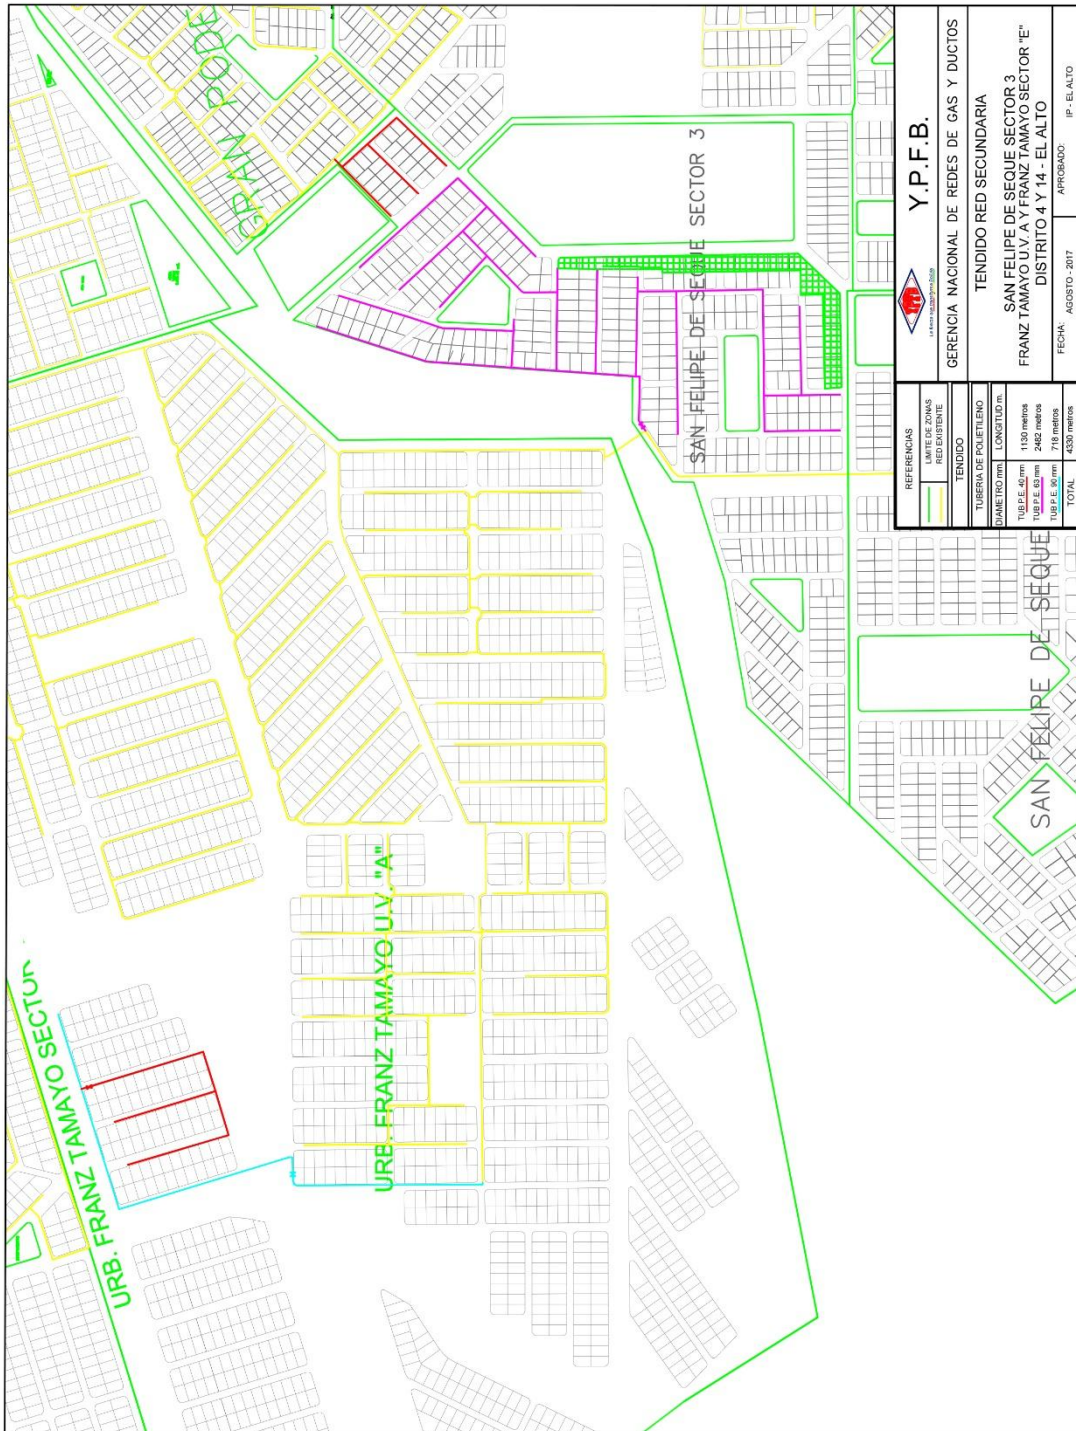 GRAN PODE
SAN FELIPE DE SEQUE SECTOR 3
SAN FELIPE DE SEQUE
URB. FRANZ TAMAYO U.V. "A"
URB. FRANZ TAMAYO SECTOR
Y.P.F.B.
GERENCIA NACIONAL DE REDES DE GAS Y DUCTOS
TENDIDO RED SECUNDARIA
SAN FELIPE DE SEQUE SECTOR 3
FRANZ TAMAYO U.V. A Y FRANZ TAMAYO SECTOR "E"
DISTRITO 4 Y 14 - EL ALTO
FECHA: AGOSTO - 2017
APROBADO: IP - EL ALTO
REFERENCIAS
LIMITE DE ZONAS
RED EXISTENTE
TENDIDO
TUBERIA DE POLIETILENO
DIAMETRO mm. LONGITUD m.
TUB P.E. 40 mm 1130 metros
TUB P.E. 63 mm 2482 metros
TUB P.E. 90 mm 718 metros
TOTAL 4330 metros